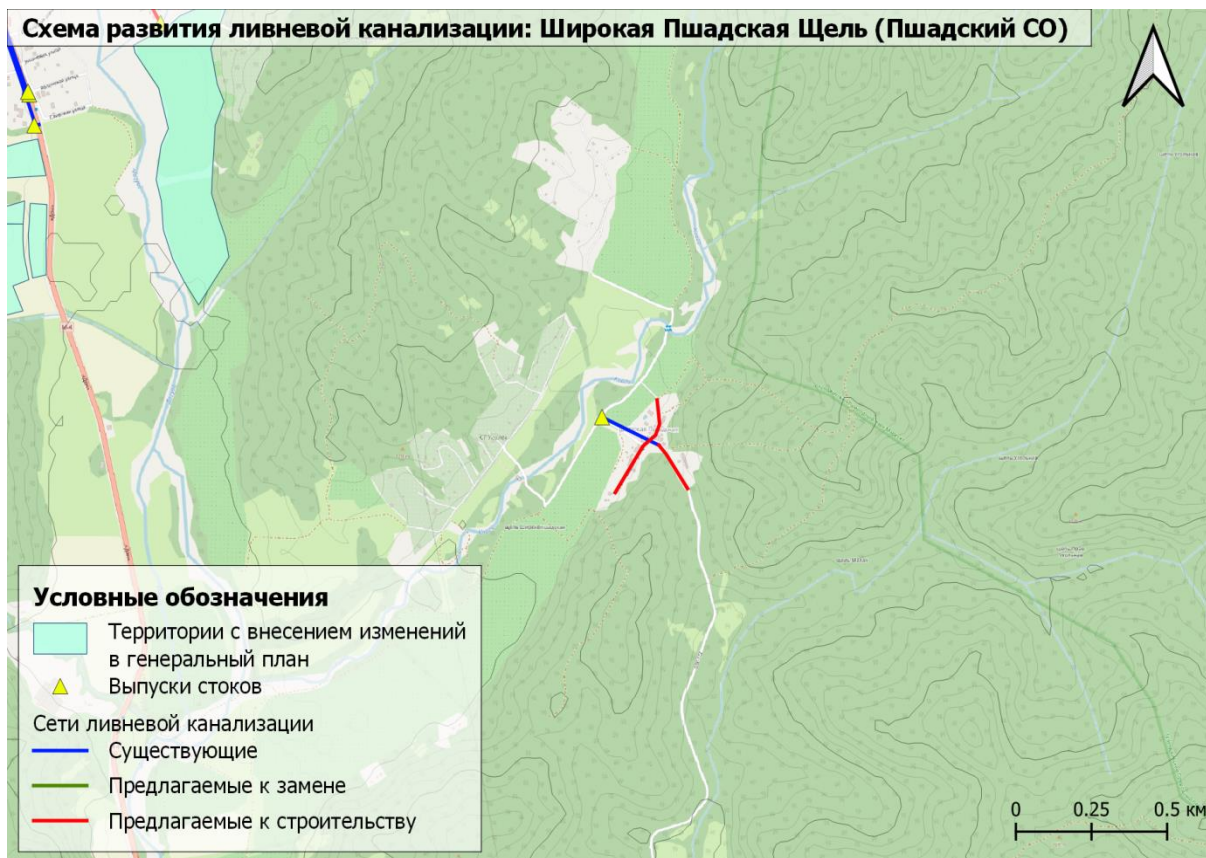 Схема развития ливневой канализации: Широкая Пшадская Щель (Пшадский СО)
М-4
Условные обозначения
Территории с внесением изменений
в генеральный план
Выпуски стоков
Сети ливневой канализации
Существующие
Предлагаемые к замене
Предлагаемые к строительству
0 0.25 0.5 км